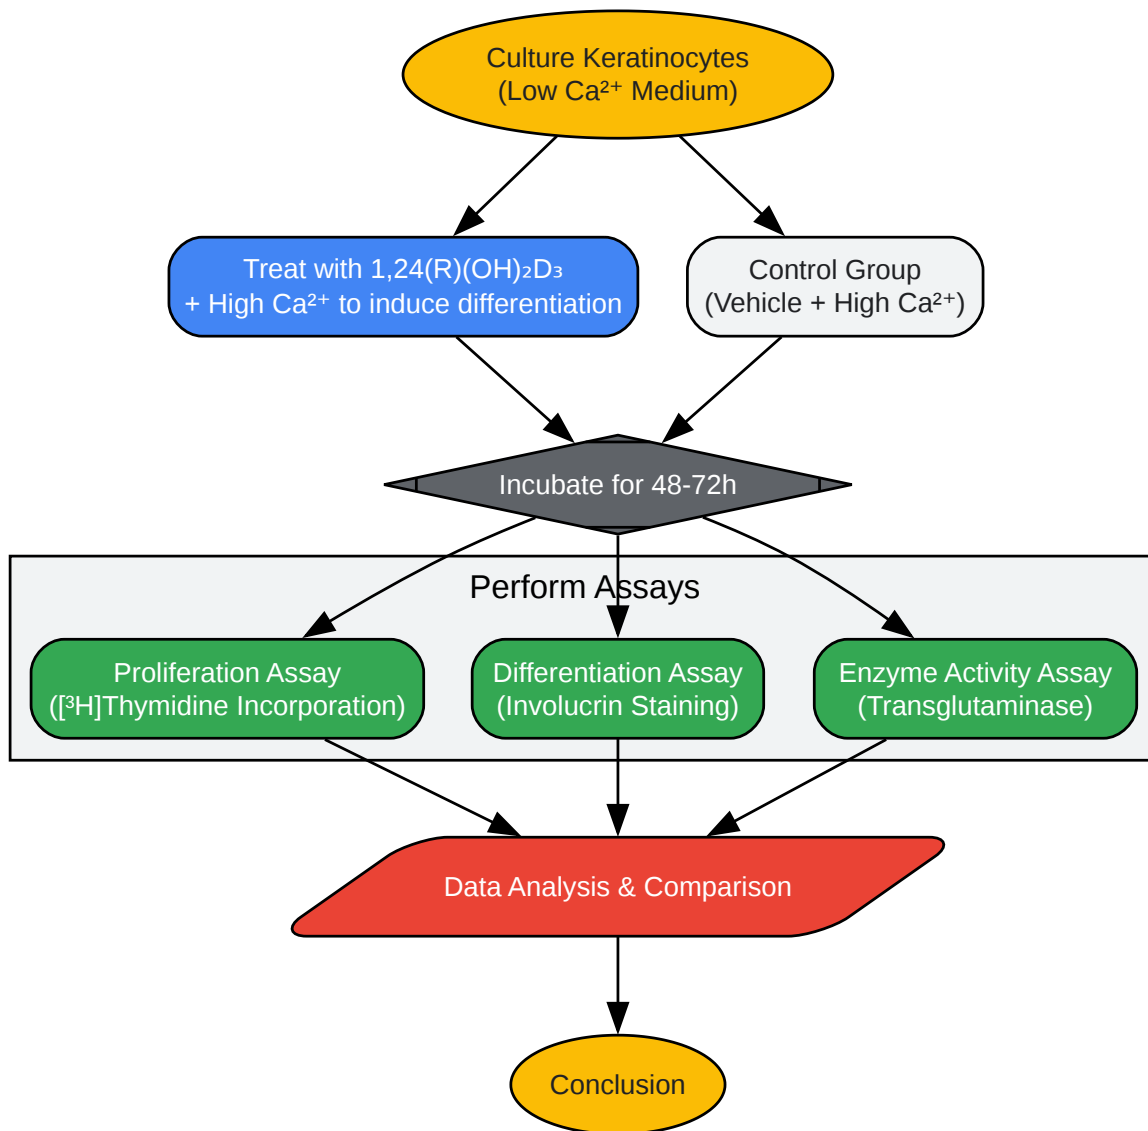 Culture Keratinocytes
(Low Ca²⁺ Medium)
Treat with 1,24(R)(OH)₂D₃
+ High Ca²⁺ to induce differentiation
Control Group
(Vehicle + High Ca²⁺)
Incubate for 48-72h
Perform Assays
Proliferation Assay
([³H]Thymidine Incorporation)
Differentiation Assay
(Involucrin Staining)
Enzyme Activity Assay
(Transglutaminase)
Data Analysis & Comparison
Conclusion